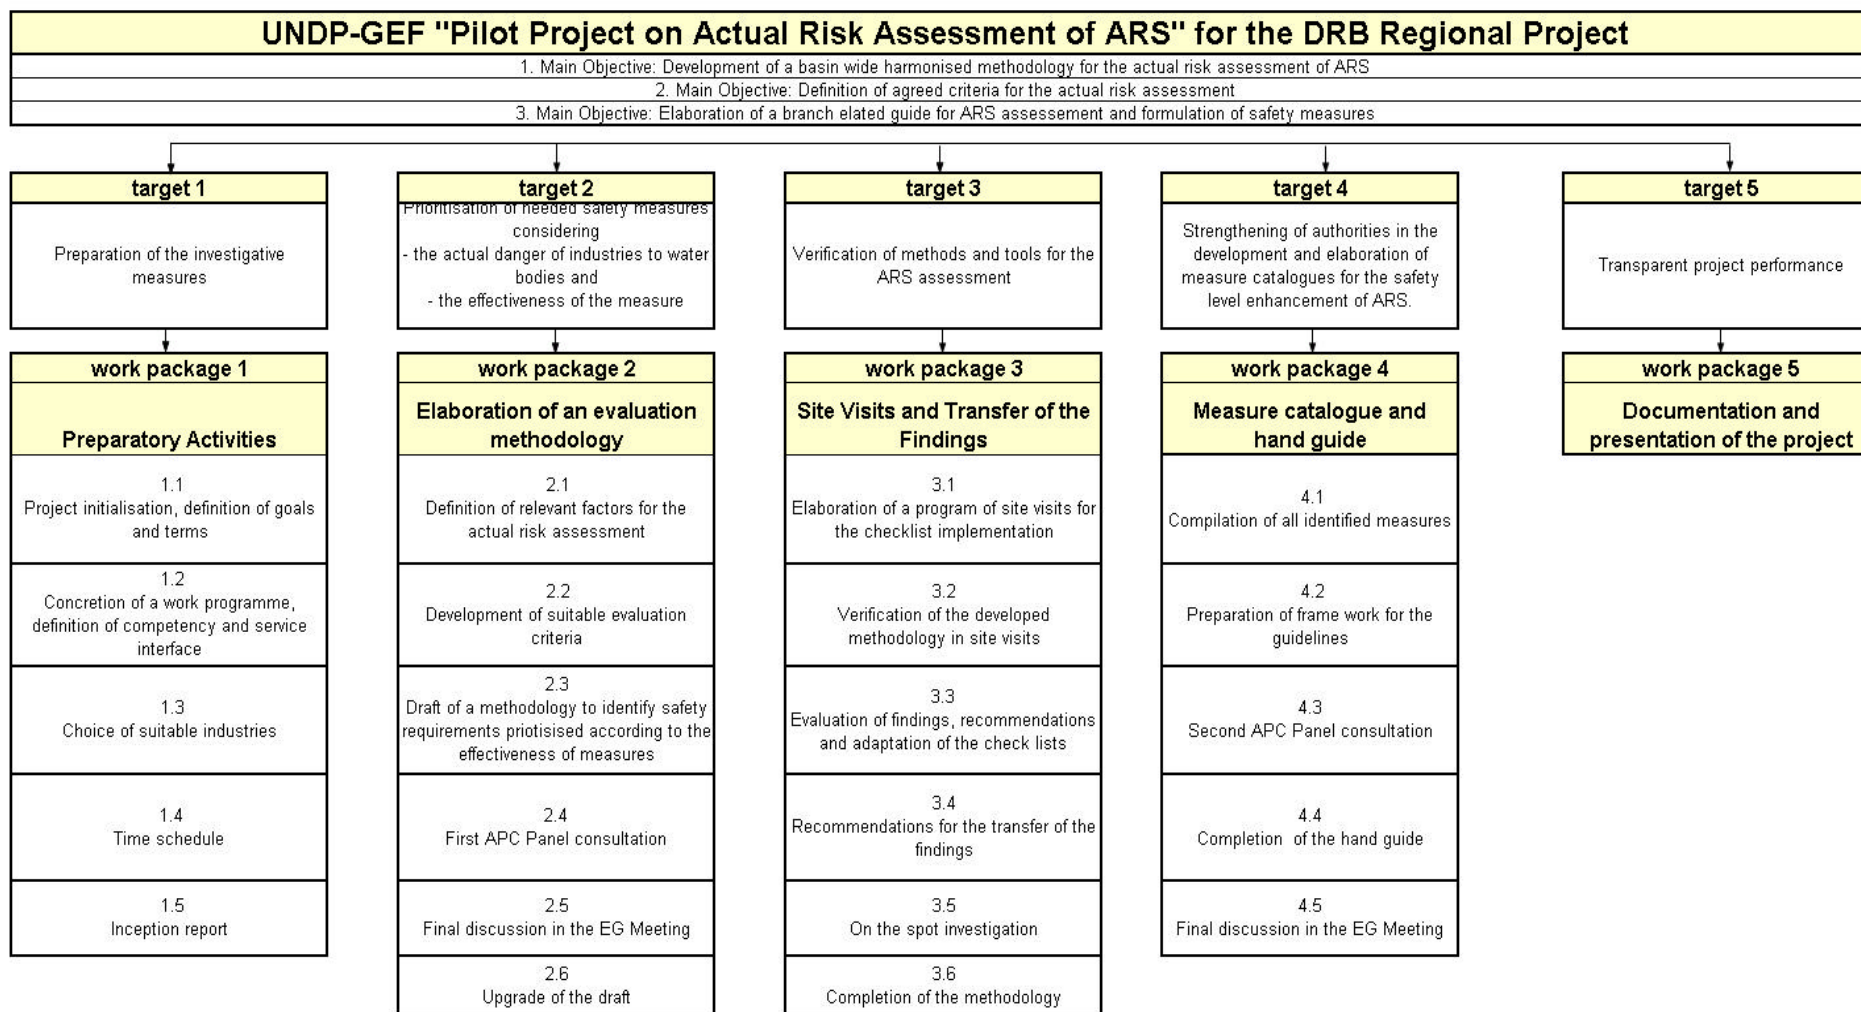 UNDP-GEF "Pilot Project on Actual Risk Assessment of ARS" for the DRB Regional Project
1. Main Objective: Development of a basin wide harmonised methodology for the actual risk assessment of ARS
2. Main Objective: Definition of agreed criteria for the actual risk assessment
3. Main Objective: Elaboration of a branch elated guide for ARS assessement and formulation of safety measures
target 1
Preparation of the investigative
measures
target 2
Prioritisation of needed safety measures
considering
- the actual danger of industries to water
bodies and
- the effectiveness of the measure
target 3
Verification of methods and tools for the
ARS assessment
target 4
Strengthening of authorities in the
development and elaboration of
measure catalogues for the safety
level enhancement of ARS.
target 5
Transparent project performance
work package 1
Preparatory Activities
1.1
Project initialisation, definition of goals
and terms
1.2
Concretion of a work programme,
definition of competency and service
interface
1.3
Choice of suitable industries
1.4
Time schedule
1.5
Inception report
work package 2
Elaboration of an evaluation
methodology
2.1
Definition of relevant factors for the
actual risk assessment
2.2
Development of suitable evaluation
criteria
2.3
Draft of a methodology to identify safety
requirements priotisised according to the
effectiveness of measures
2.4
First APC Panel consultation
2.5
Final discussion in the EG Meeting
2.6
Upgrade of the draft
work package 3
Site Visits and Transfer of the
Findings
3.1
Elaboration of a program of site visits for
the checklist implementation
3.2
Verification of the developed
methodology in site visits
3.3
Evaluation of findings, recommendations
and adaptation of the check lists
3.4
Recommendations for the transfer of the
findings
3.5
On the spot investigation
3.6
Completion of the methodology
work package 4
Measure catalogue and
hand guide
4.1
Compilation of all identified measures
4.2
Preparation of frame work for the
guidelines
4.3
Second APC Panel consultation
4.4
Completion of the hand guide
4.5
Final discussion in the EG Meeting
work package 5
Documentation and
presentation of the project